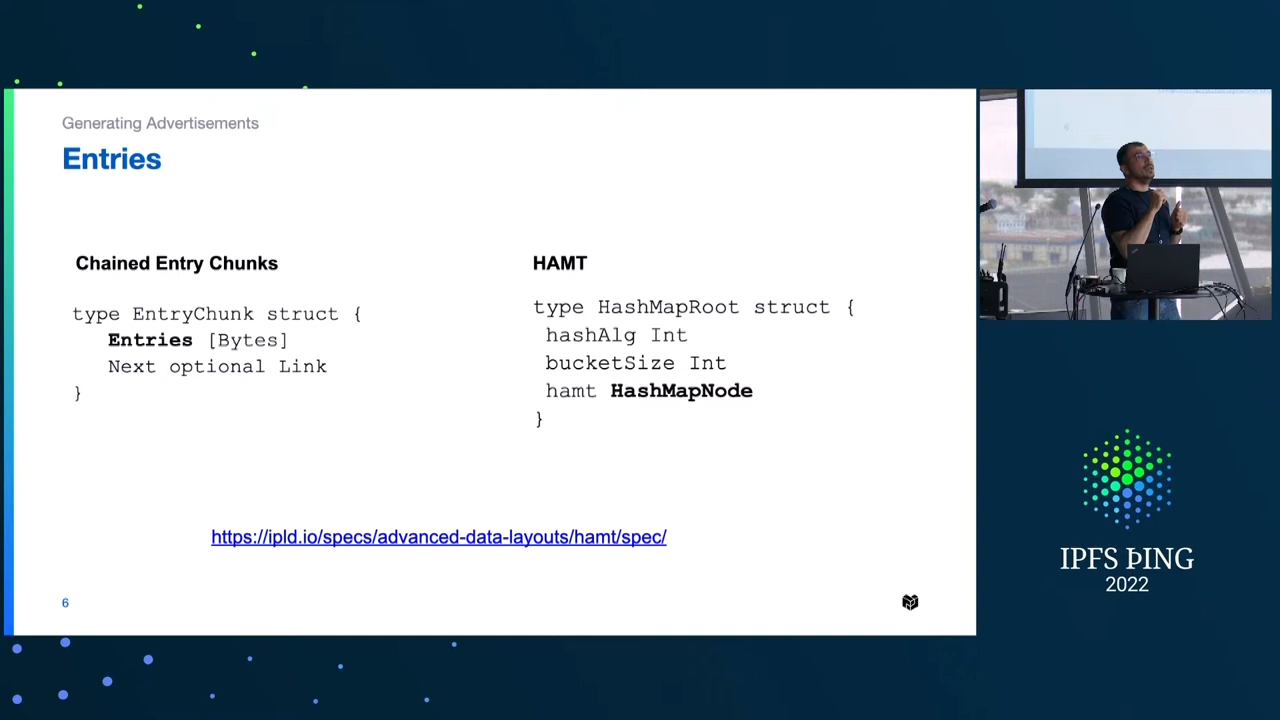 Generating Advertisements
Entries
Chained Entry Chunks
type EntryChunk struct {
Entries [Bytes]
Next optional Link
}
HAMT
type HashMapRoot struct {
hashAlg Int
bucketSize Int
hamt HashMapNode
}
https://ipld.io/specs/advanced-data-layouts/hamt/spec/
6
IPFS ÞING
2022